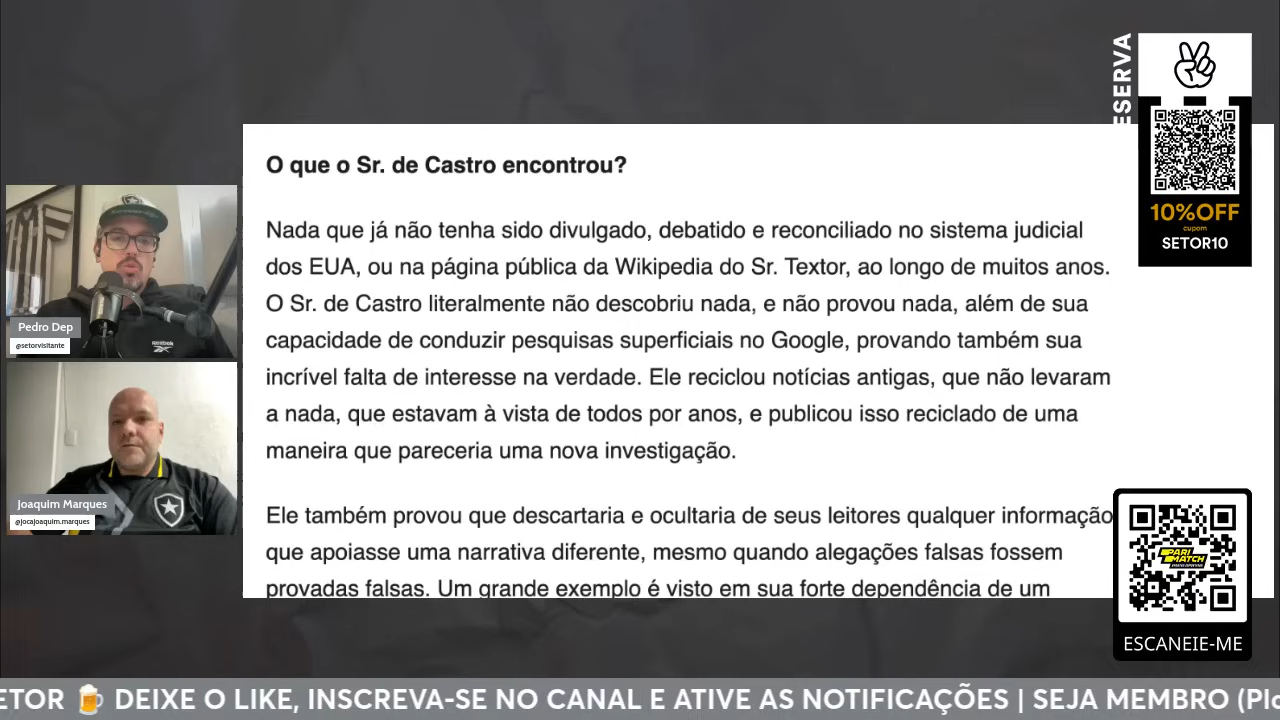 ESERVA
O que o Sr. de Castro encontrou?
Nada que já não tenha sido divulgado, debatido e reconciliado no sistema judicial
dos EUA, ou na página pública da Wikipedia do Sr. Textor, ao longo de muitos anos.
O Sr. de Castro literalmente não descobriu nada, e não provou nada, além de sua
capacidade de conduzir pesquisas superficiais no Google, provando também sua
incrível falta de interesse na verdade. Ele reciclou notícias antigas, que não levaram
a nada, que estavam à vista de todos por anos, e publicou isso reciclado de uma
maneira que pareceria uma nova investigação.
Ele também provou que descartaria e ocultaria de seus leitores qualquer informação
que apoiasse uma narrativa diferente, mesmo quando alegações falsas fossem
provadas falsas. Um grande exemplo é visto em sua forte dependência de um
10%OFF
cupom
SETOR10
Pedro Dep
@setorvisitante
Reebok
Joaquim Marques
@jocajoaquim.marques
PARI
MATCH
ESCANEIE-ME
ETOR 🍺 DEIXE O LIKE, INSCREVA-SE NO CANAL E ATIVE AS NOTIFICAÇÕES | SEJA MEMBRO (Pl